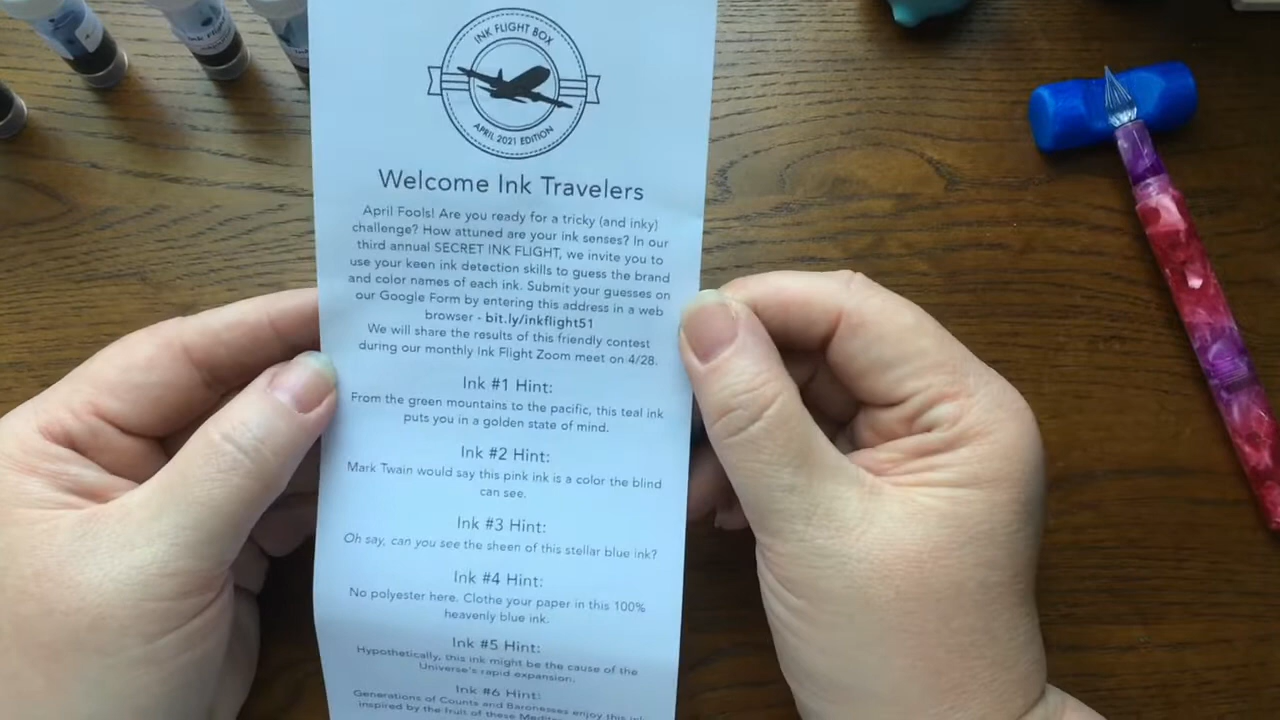 Ink Flight
INK FLIGHT BOX
APRIL 2021 EDITION
Welcome Ink Travelers
April Fools! Are you ready for a tricky (and inky)
challenge? How attuned are your ink senses? In our
third annual SECRET INK FLIGHT, we invite you to
use your keen ink detection skills to guess the brand
and color names of each ink. Submit your guesses on
our Google Form by entering this address in a web
browser - bit.ly/inkflight51
We will share the results of this friendly contest
during our monthly Ink Flight Zoom meet on 4/28.
Ink #1 Hint:
From the green mountains to the pacific, this teal ink
puts you in a golden state of mind.
Ink #2 Hint:
Mark Twain would say this pink ink is a color the blind
can see.
Ink #3 Hint:
Oh say, can you see the sheen of this stellar blue ink?
Ink #4 Hint:
No polyester here. Clothe your paper in this 100%
heavenly blue ink.
Ink #5 Hint:
Hypothetically, this ink might be the cause of the
Universe's rapid expansion.
Ink #6 Hint:
Generations of Counts and Baronesses enjoy this ink
inspired by the fruit of these